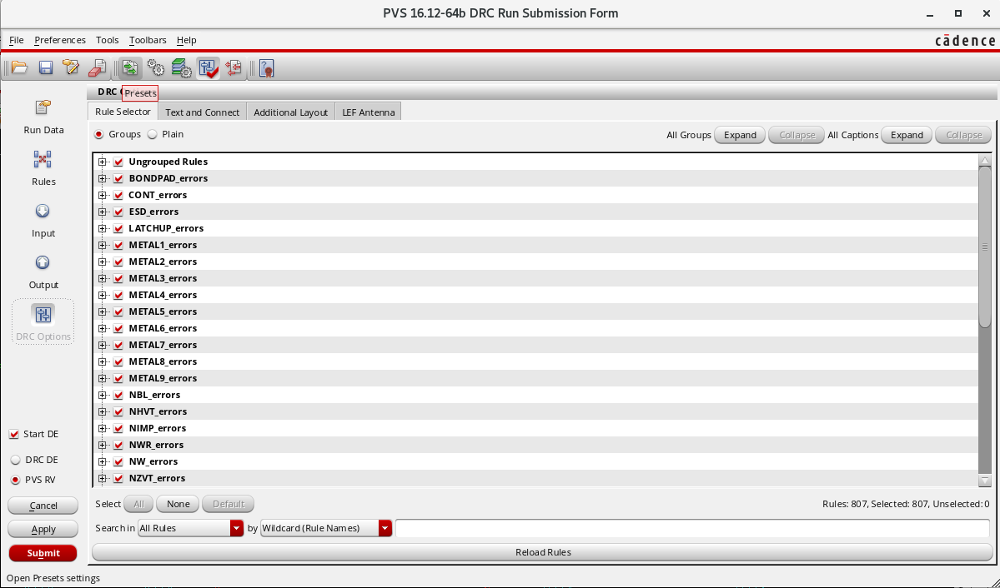 PVS 16.12-64b DRC Run Submission Form
File Preferences Tools Toolbars Help
cādence
DRC
Presets
Run Data
Rules
Input
Output
DRC Options
Rule Selector Text and Connect Additional Layout LEF Antenna
Groups Plain All Groups Expand Collapse All Captions Expand Collapse
Ungrouped Rules
BONDPAD_errors
CONT_errors
ESD_errors
LATCHUP_errors
METAL1_errors
METAL2_errors
METAL3_errors
METAL4_errors
METAL5_errors
METAL6_errors
METAL7_errors
METAL8_errors
METAL9_errors
NBL_errors
NHVT_errors
NIMP_errors
NWR_errors
NW_errors
NZVT_errors
Start DE
DRC DE
PVS RV
Cancel
Apply
Submit
Select All None Default Rules: 807, Selected: 807, Unselected: 0
Search in All Rules by Wildcard (Rule Names)
Reload Rules
Open Presets settings